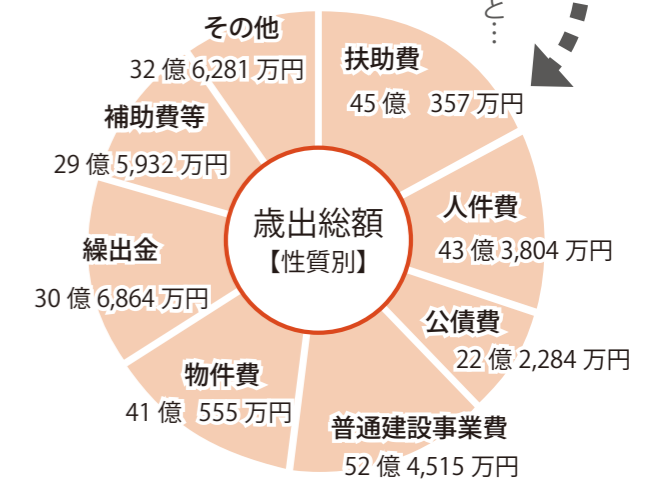 と…
歳出総額
【性質別】
扶助費
45 億 357 万円
人件費
43 億 3,804 万円
公債費
22 億 2,284 万円
普通建設事業費
52 億 4,515 万円
物件費
41 億 555 万円
繰出金
30 億 6,864 万円
補助費等
29 億 5,932 万円
その他
32 億 6,281 万円